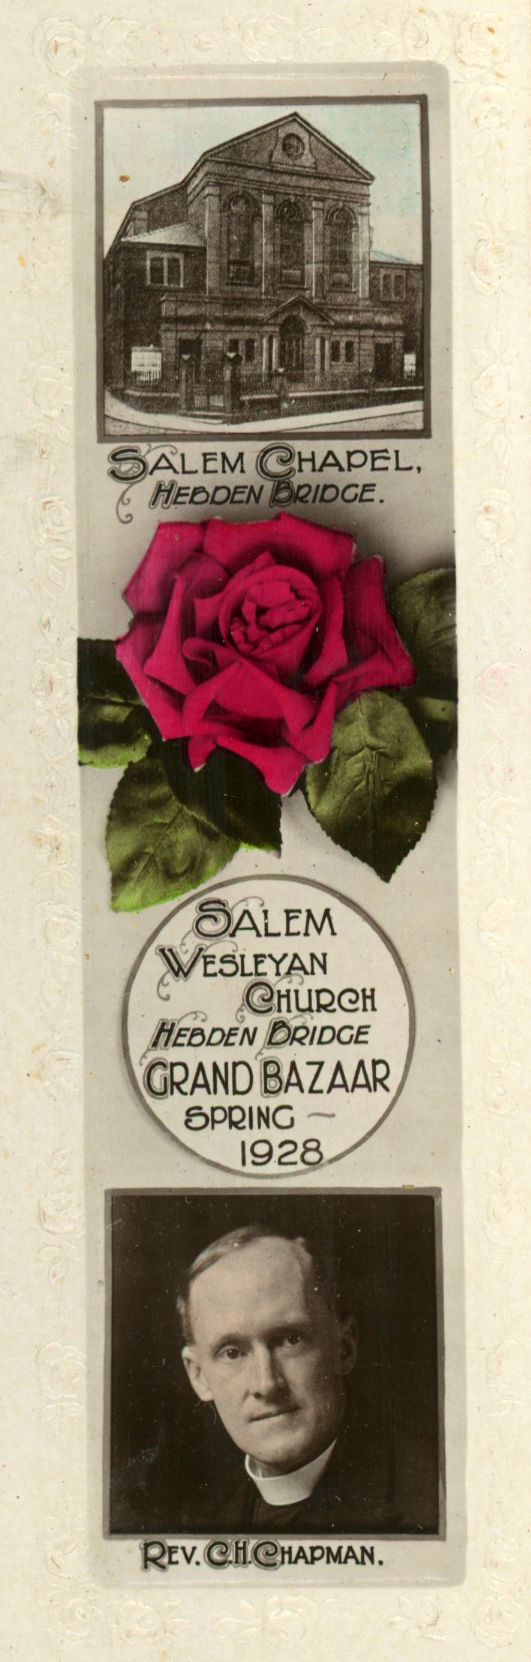 Salem Chapel,
Hebden Bridge.
Salem
Wesleyan
Church
Hebden Bridge
Grand Bazaar
Spring ~
1928
Rev. C.H. Chapman.